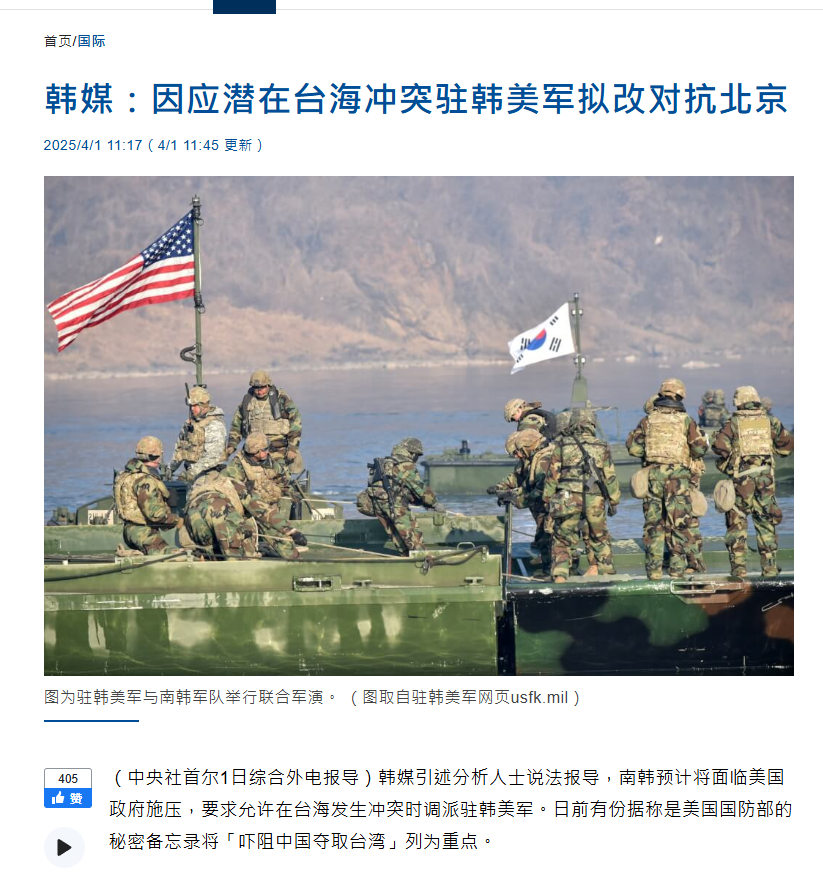 首页/国际
韩媒：因应潜在台海冲突驻韩美军拟改对抗北京
2025/4/1 11:17（4/1 11:45 更新）
图为驻韩美军与南韩军队举行联合军演。（图取自驻韩美军网页usfk.mil）
405
赞
（中央社首尔1日综合外电报导）韩媒引述分析人士说法报导，南韩预计将面临美国
政府施压，要求允许在台海发生冲突时调派驻韩美军。日前有份据称是美国国防部的
秘密备忘录将「吓阻中国夺取台湾」列为重点。